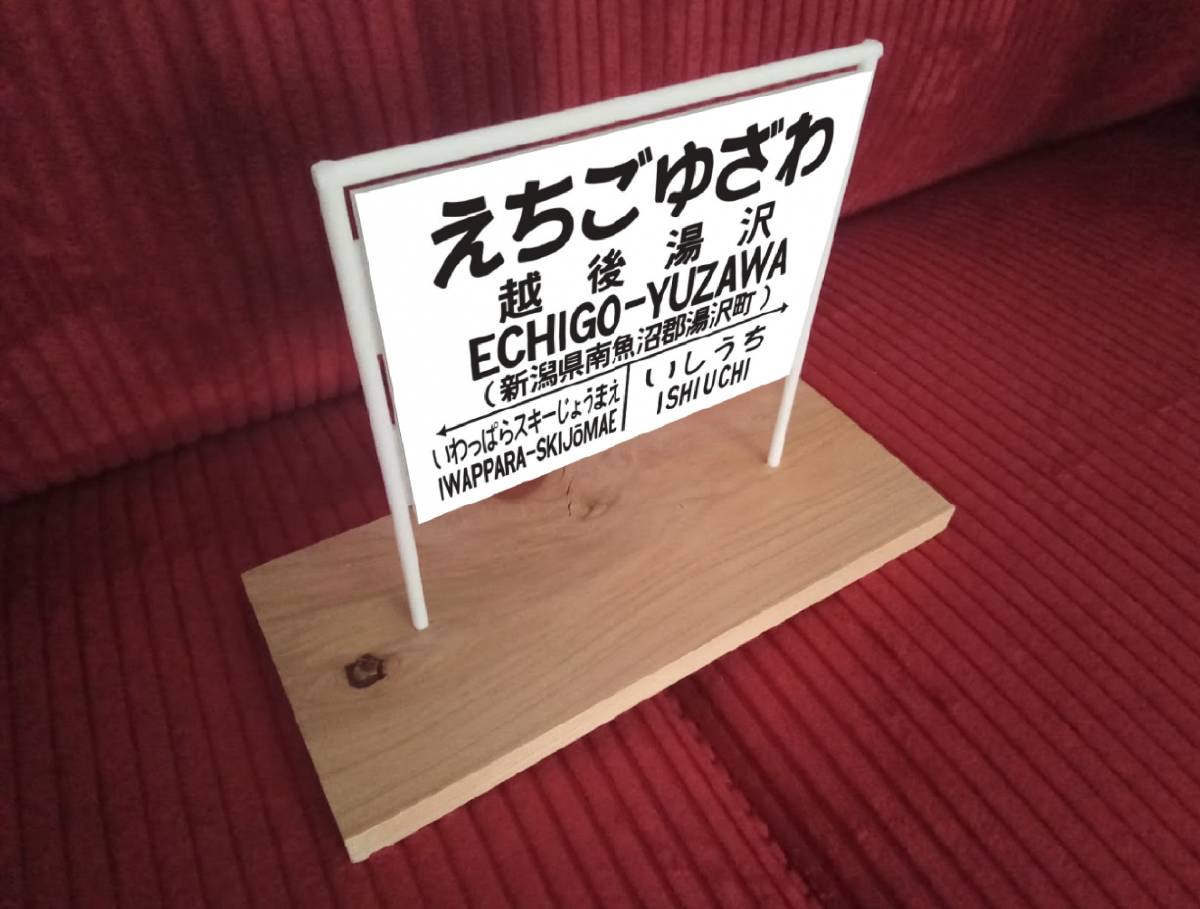 えちごゆざわ
越後湯沢
ECHIGO-YUZAWA
(新潟県南魚沼郡湯沢町)
いわっぱらスキーじょうまえ
IWAPPARA-SKIJŌMAE
いしうち
ISHIUCHI